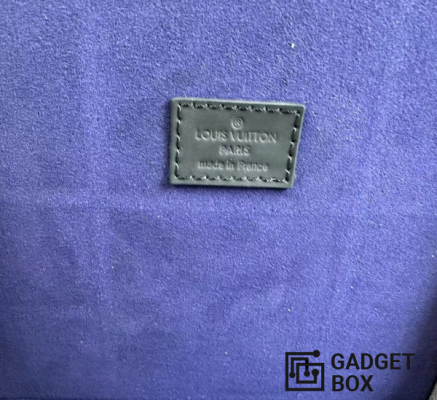 ®
LOUIS VUITTON
PARIS
made in France
GADGET
BOX